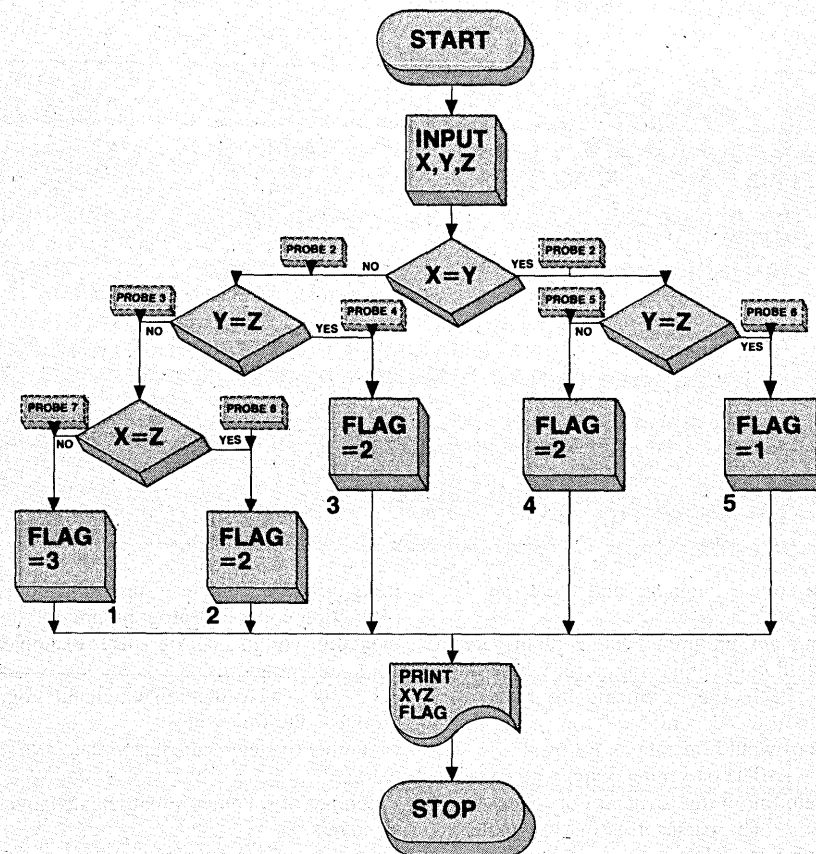 START
INPUT
X,Y,Z
PROBE 2
NO
X=Y
YES
PROBE 2
PROBE 3
NO
Y=Z
YES
PROBE 4
PROBE 5
NO
Y=Z
YES
PROBE 6
PROBE 7
NO
X=Z
YES
PROBE 8
FLAG
=2
3
FLAG
=2
4
FLAG
=1
5
FLAG
=3
1
FLAG
=2
2
PRINT
XYZ
FLAG
STOP